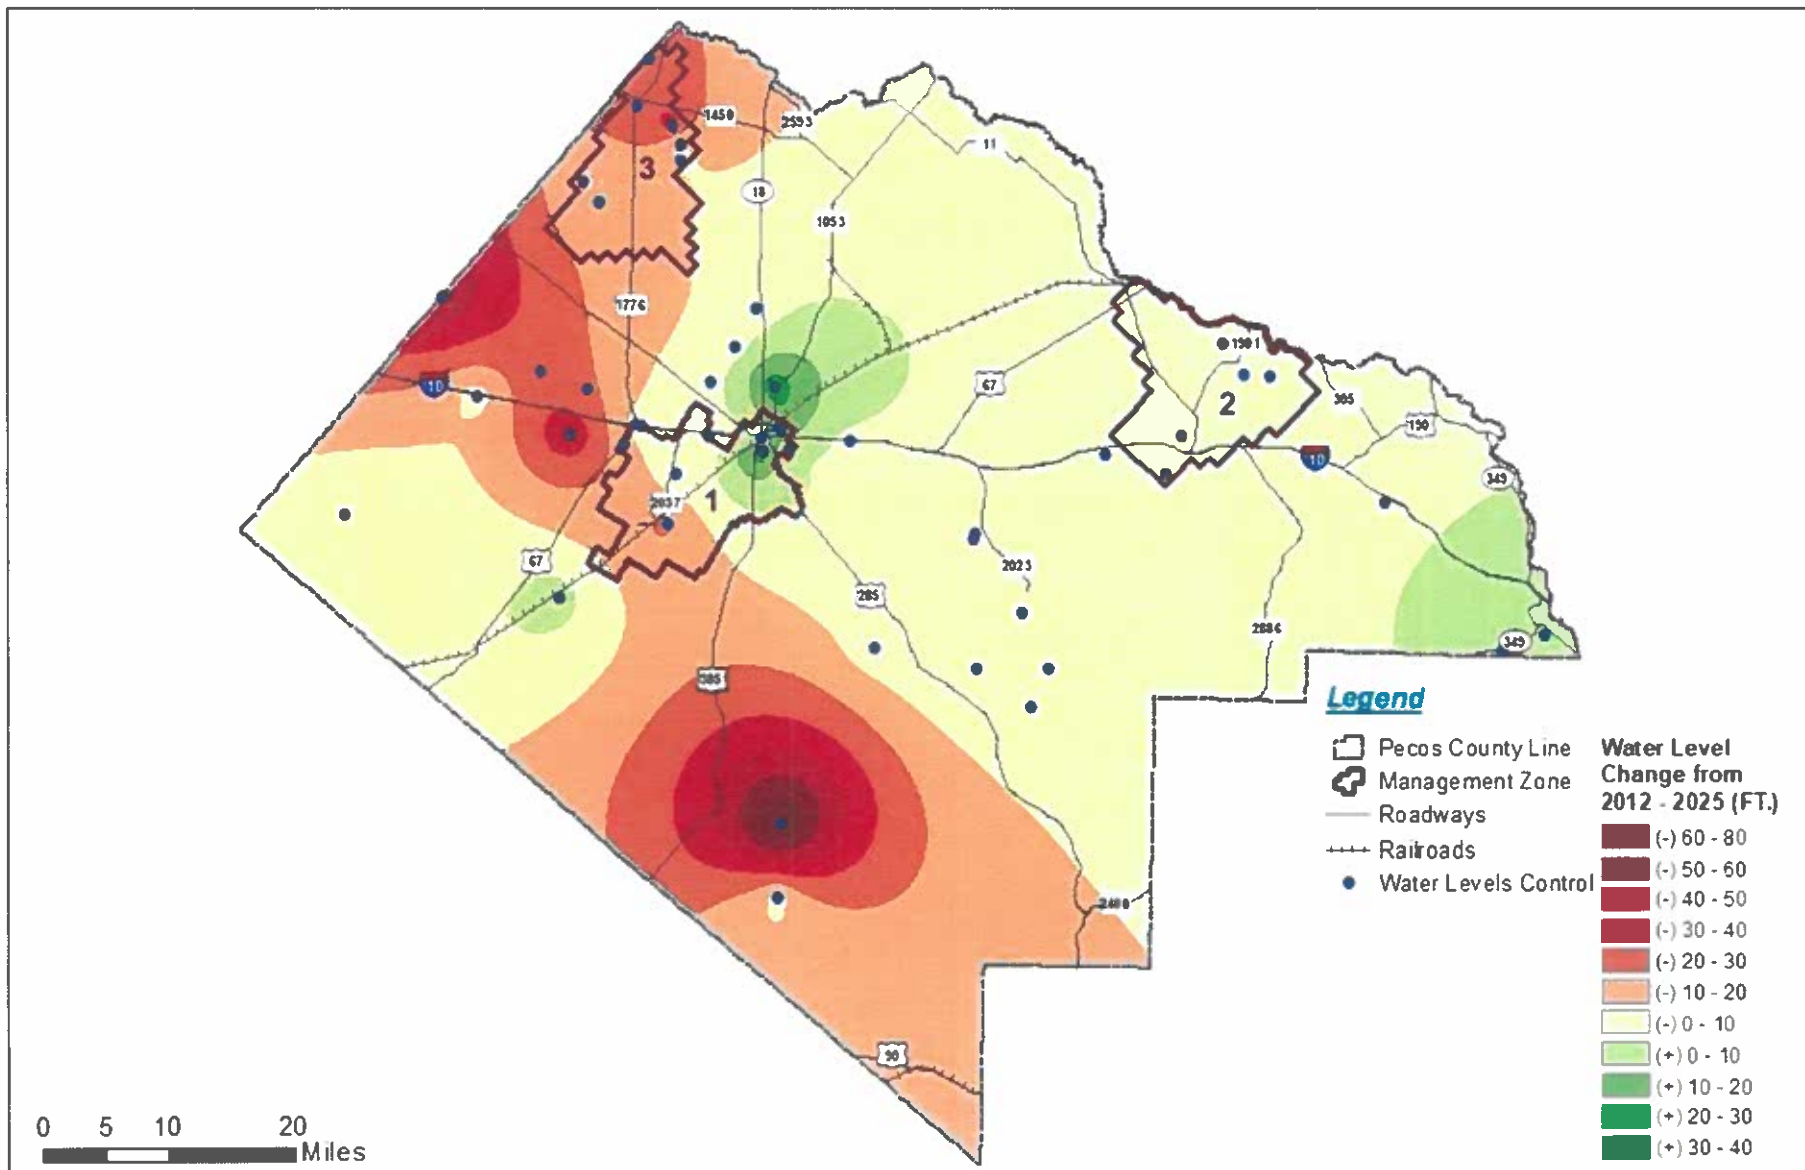 1450
2593
11
3
18
1053
1776
10
67
1901
2
305
190
10
349
2037
1
67
2023
285
2886
349
385
2400
90
Legend
Pecos County Line
Management Zone
Roadways
Railroads
Water Levels Control
Water Level
Change from
2012 - 2025 (FT.)
(-) 60 - 80
(-) 50 - 60
(-) 40 - 50
(-) 30 - 40
(-) 20 - 30
(-) 10 - 20
(-) 0 - 10
(+) 0 - 10
(+) 10 - 20
(+) 20 - 30
(+) 30 - 40
0 5 10 20
Miles